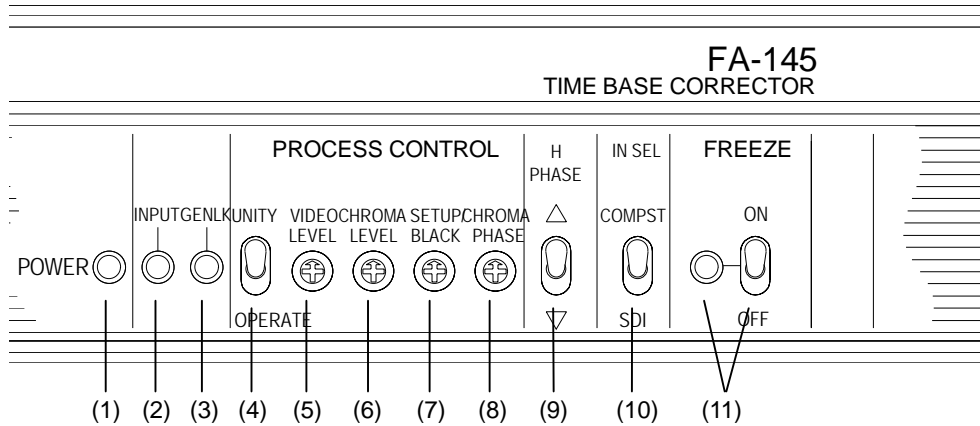 FA-145
TIME BASE CORRECTOR
PROCESS CONTROL
H PHASE
IN SEL
FREEZE
INPUT
GENLK
UNITY
VIDEO LEVEL
CHROMA LEVEL
SETUP/ BLACK
CHROMA PHASE
COMPST
ON
POWER
OPERATE
SDI
OFF
(1) (2) (3) (4) (5) (6) (7) (8) (9) (10) (11)